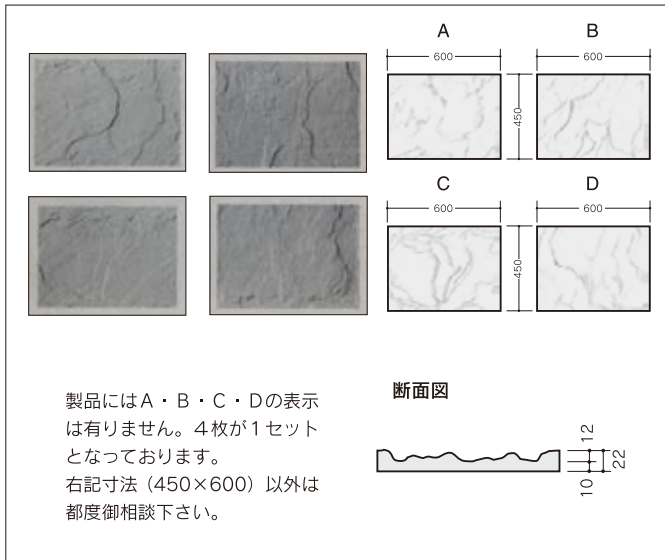 A
B
600
600
450
C
D
600
600
450
製品にはA・B・C・Dの表示
は有りません。４枚が１セット
となっております。
右記寸法（450×600）以外は
都度御相談下さい。
断面図
12
22
10